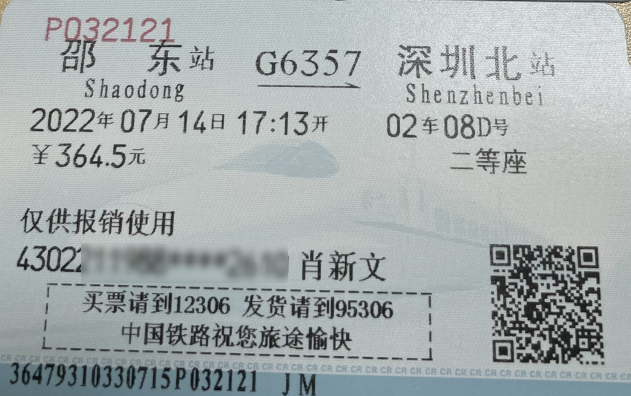 P032121
邵东站 G6357 深圳北站
Shaodong Shenzhenbei
2022年07月14日17:13开 02车08D号
￥364.5元 二等座
仅供报销使用
43022 肖新文
买票请到12306 发货请到95306
中国铁路祝您旅途愉快
36479310330715P032121 JM